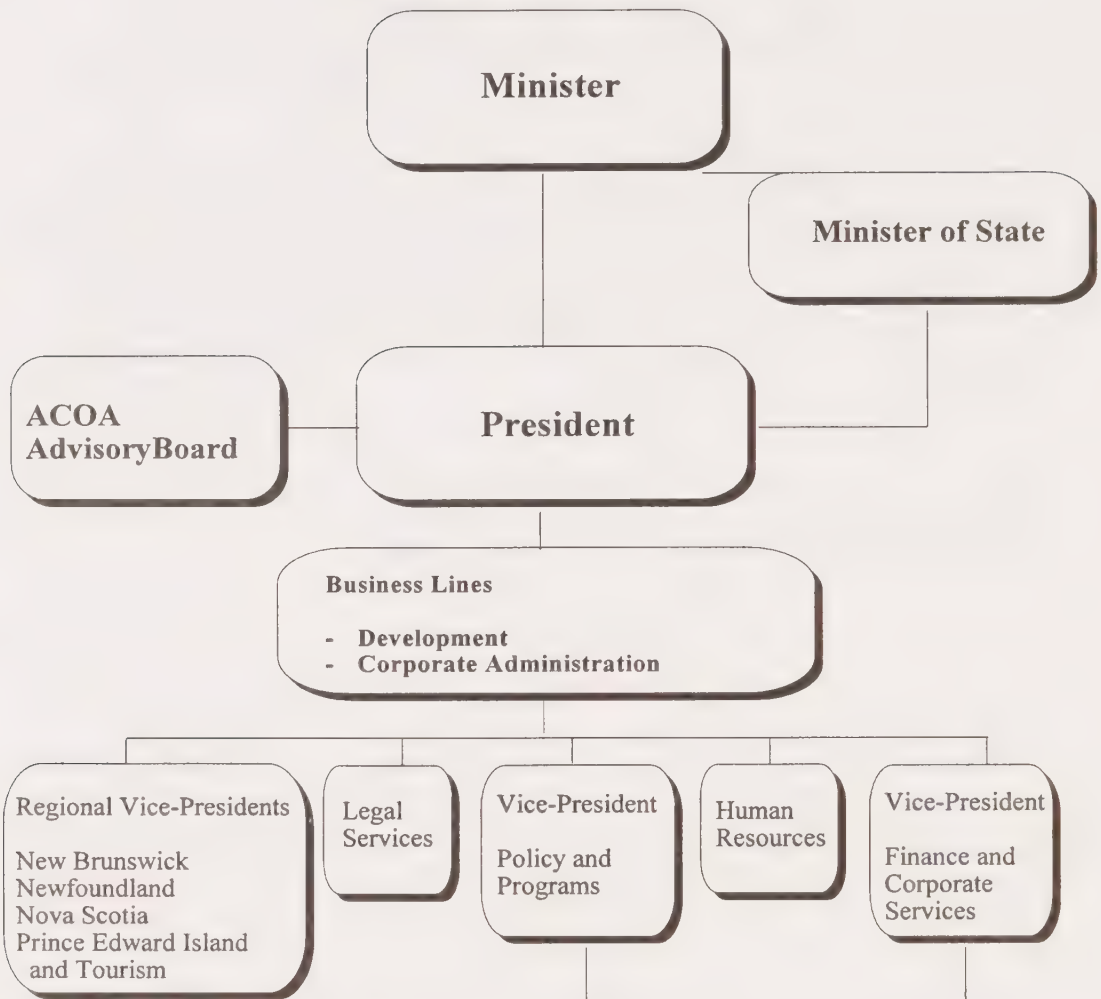 Minister
Minister of State
ACOA
AdvisoryBoard
President
Business Lines
- Development
- Corporate Administration
Regional Vice-Presidents
New Brunswick
Newfoundland
Nova Scotia
Prince Edward Island
and Tourism
Legal
Services
Vice-President
Policy and
Programs
Human
Resources
Vice-President
Finance and
Corporate
Services